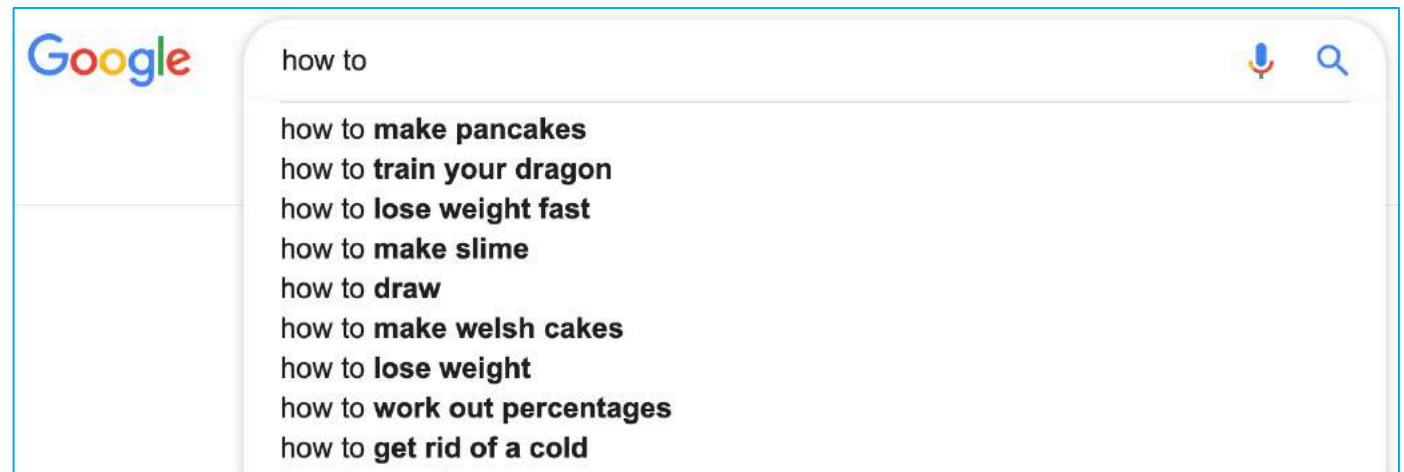 Google
how to
how to make pancakes
how to train your dragon
how to lose weight fast
how to make slime
how to draw
how to make welsh cakes
how to lose weight
how to work out percentages
how to get rid of a cold